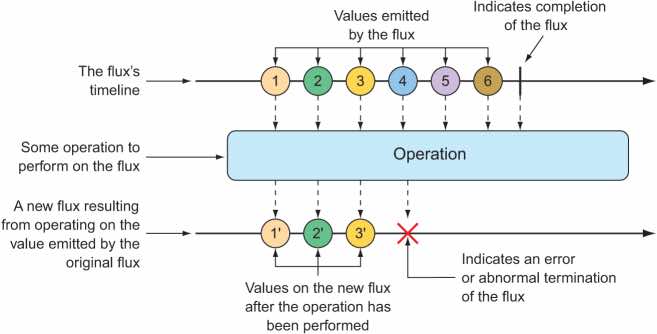 Values emitted
by the flux
Indicates completion
of the flux
The flux's
timeline
1 2 3 4 5 6
Some operation to
perform on the flux
Operation
A new flux resulting
from operating on the
value emitted by the
original flux
1' 2' 3'
Values on the new flux
after the operation has
been performed
Indicates an error
or abnormal termination
of the flux